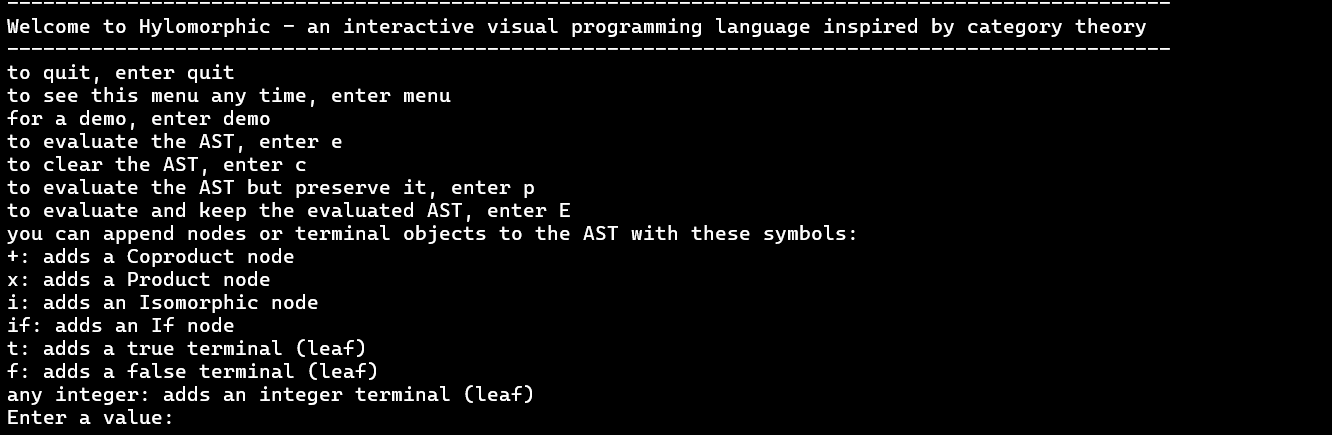 -------------------------------------------------------------------------------------------------
Welcome to Hylomorphic - an interactive visual programming language inspired by category theory
-------------------------------------------------------------------------------------------------
to quit, enter quit
to see this menu any time, enter menu
for a demo, enter demo
to evaluate the AST, enter e
to clear the AST, enter c
to evaluate the AST but preserve it, enter p
to evaluate and keep the evaluated AST, enter E
you can append nodes or terminal objects to the AST with these symbols:
+: adds a Coproduct node
x: adds a Product node
i: adds an Isomorphic node
if: adds an If node
t: adds a true terminal (leaf)
f: adds a false terminal (leaf)
any integer: adds an integer terminal (leaf)
Enter a value: